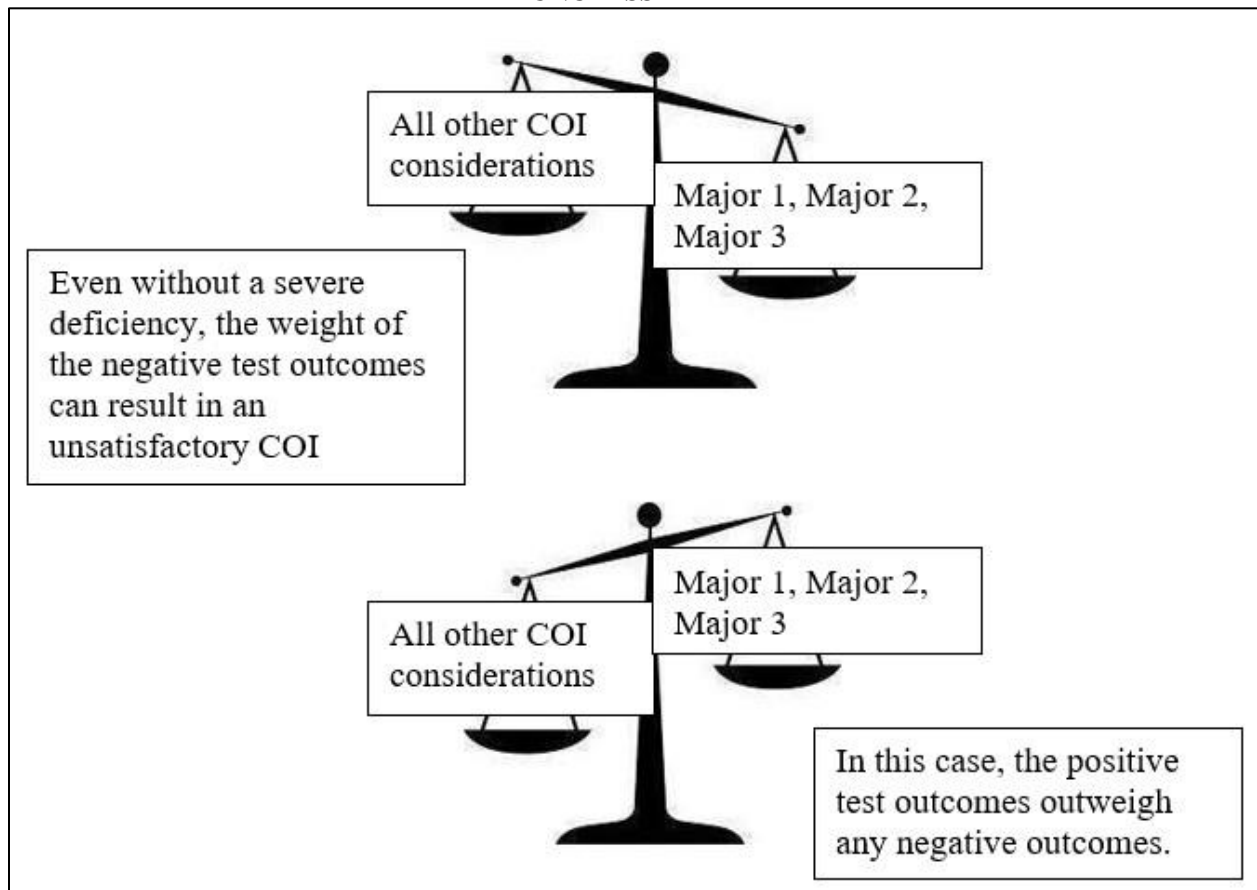 All other COI
considerations
Major 1, Major 2,
Major 3
Even without a severe
deficiency, the weight of
the negative test outcomes
can result in an
unsatisfactory COI
Major 1, Major 2,
Major 3
All other COI
considerations
In this case, the positive
test outcomes outweigh
any negative outcomes.